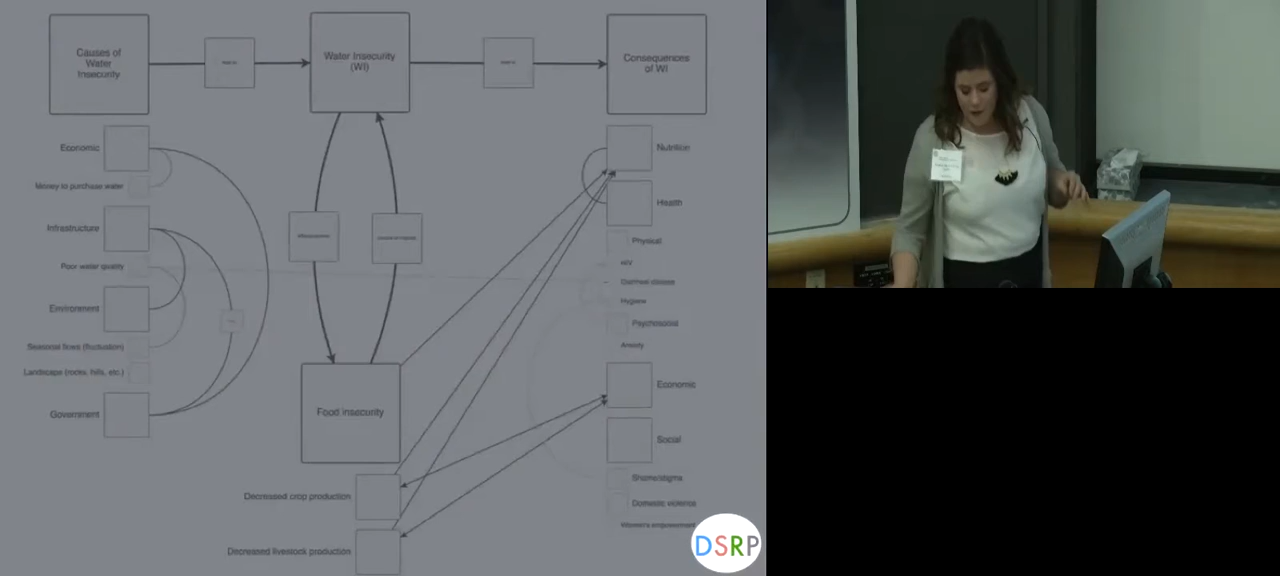 Causes of
Water
Insecurity
Water Insecurity
(WI)
Consequences
of WI
Economic
Money to purchase water
Infrastructure
Poor water quality
Environment
Seasonal flows (fluctuation)
Landscape (rocks, hills, etc.)
Government
Food insecurity
Decreased crop production
Decreased livestock production
Nutrition
Health
Physical
HIV
Diarrheal disease
Hygiene
Psychosocial
Anxiety
Economic
Social
Shame/stigma
Domestic violence
Women's empowerment
DSRP